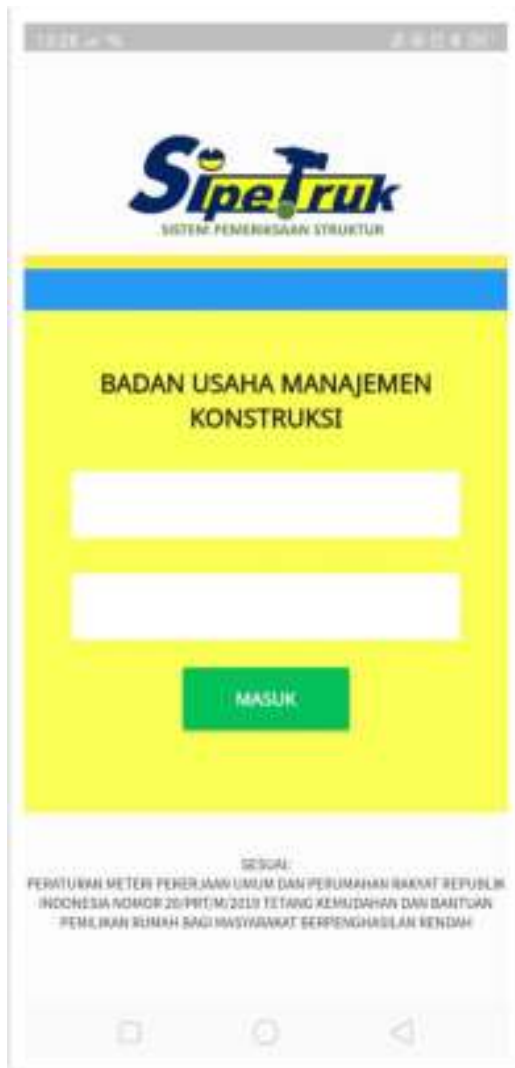 SipeTruk
SISTEM PEMERIKSAAN STRUKTUR
BADAN USAHA MANAJEMEN
KONSTRUKSI
MASUK
SESUAI
PERATURAN METERI PEKERJAAN UMUM DAN PERUMAHAN RAKYAT REPUBLIK
INDONESIA NOMOR 20/PRT/M/2019 TETANG KEMUDAHAN DAN BANTUAN
PEMILIKAN RUMAH BAGI MASYARAKAT BERPENGHASILAN RENDAH